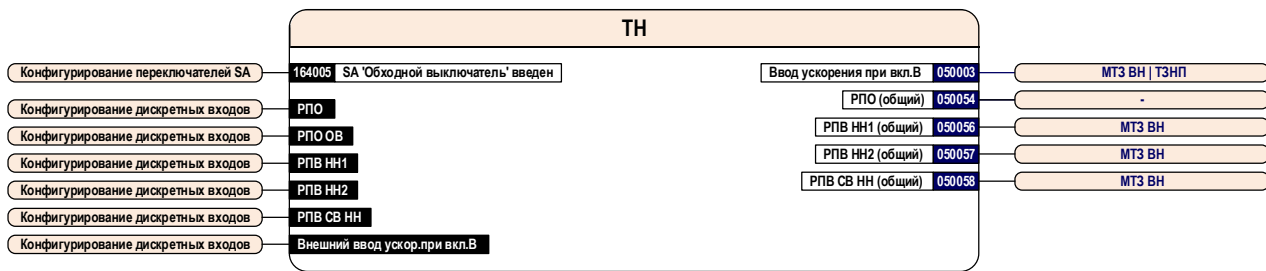 ТН
Конфигурирование переключателей SA 164005 SA 'Обходной выключатель' введен Ввод ускорения при вкл.В 050003 МТЗ ВН | ТЗНП
РПО (общий) 050054 -
Конфигурирование дискретных входов РПО
РПВ НН1 (общий) 050056 МТЗ ВН
Конфигурирование дискретных входов РПО ОВ
РПВ НН2 (общий) 050057 МТЗ ВН
Конфигурирование дискретных входов РПВ НН1
РПВ СВ НН (общий) 050058 МТЗ ВН
Конфигурирование дискретных входов РПВ НН2
Конфигурирование дискретных входов РПВ СВ НН
Конфигурирование дискретных входов Внешний ввод ускор.при вкл.В